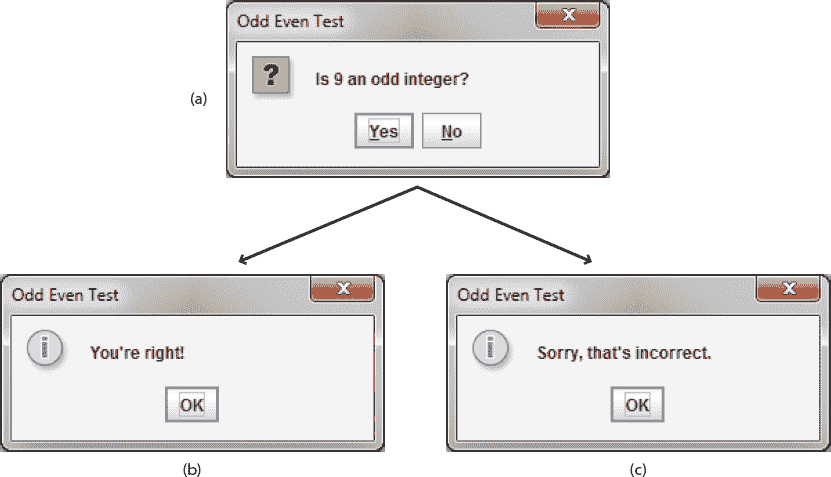 Odd Even Test
X
?
Is 9 an odd integer?
(a)
Yes No
Odd Even Test
X
i
You're right!
OK
(b)
Odd Even Test
X
i
Sorry, that's incorrect.
OK
(c)